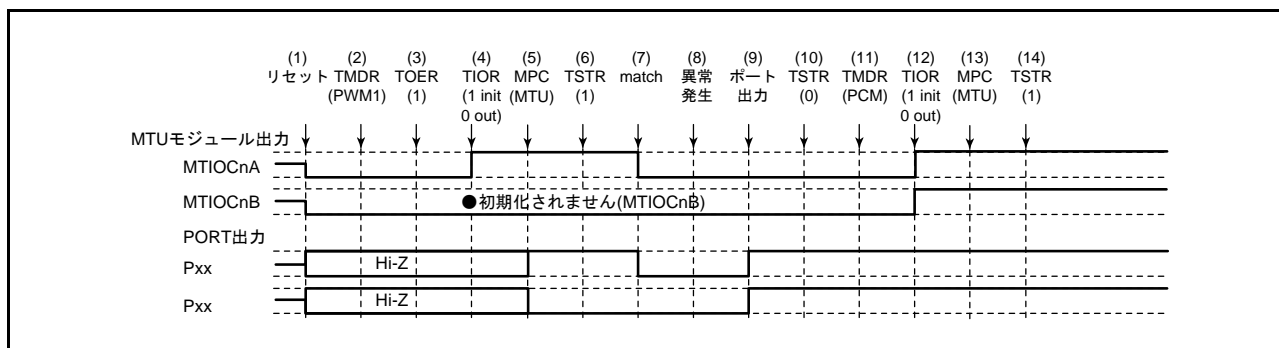 (1) (2) (3) (4) (5) (6) (7) (8) (9) (10) (11) (12) (13) (14)
リセット TMDR TOER TIOR MPC TSTR match 異常 ポート TSTR TMDR TIOR MPC TSTR
(PWM1) (1) (1 init (MTU) (1) 発生 出力 (0) (PCM) (1 init (MTU) (1)
0 out) 0 out)
MTUモジュール出力
MTIOCnA
MTIOCnB ●初期化されません(MTIOCnB)
PORT出力
Pxx Hi-Z
Pxx Hi-Z